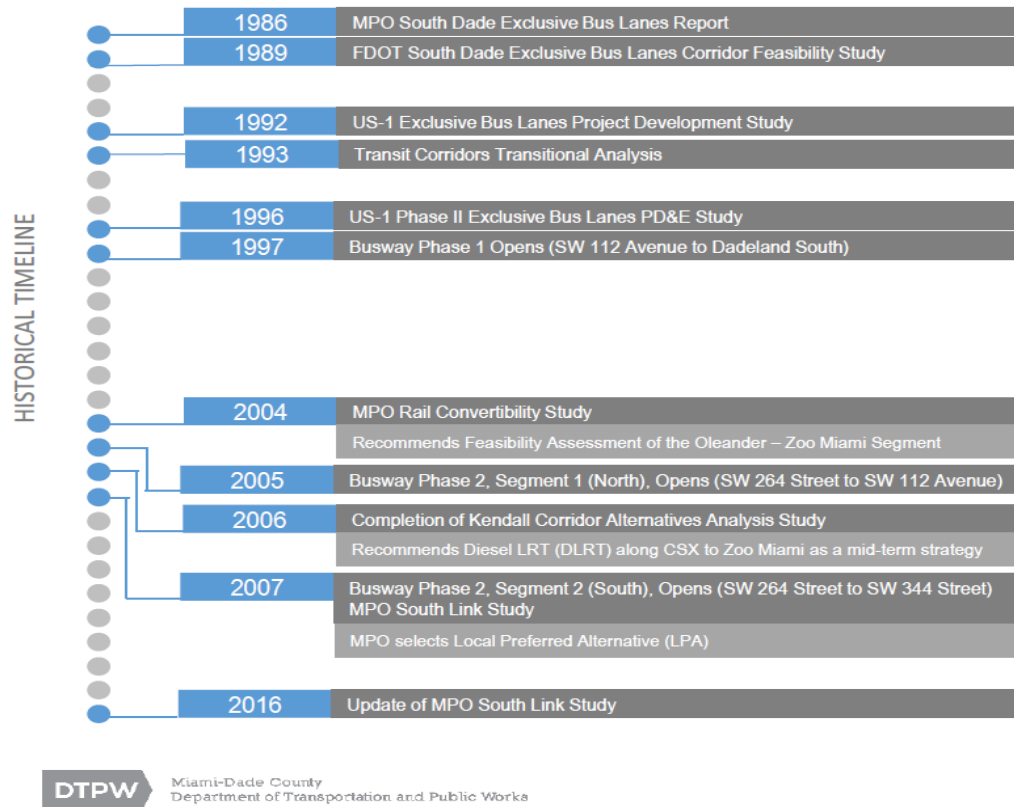 HISTORICAL TIMELINE
1986 MPO South Dade Exclusive Bus Lanes Report
1989 FDOT South Dade Exclusive Bus Lanes Corridor Feasibility Study
1992 US-1 Exclusive Bus Lanes Project Development Study
1993 Transit Corridors Transitional Analysis
1996 US-1 Phase II Exclusive Bus Lanes PD&E Study
1997 Busway Phase 1 Opens (SW 112 Avenue to Dadeland South)
2004 MPO Rail Convertibility Study
Recommends Feasibility Assessment of the Oleander – Zoo Miami Segment
2005 Busway Phase 2, Segment 1 (North), Opens (SW 264 Street to SW 112 Avenue)
2006 Completion of Kendall Corridor Alternatives Analysis Study
Recommends Diesel LRT (DLRT) along CSX to Zoo Miami as a mid-term strategy
2007 Busway Phase 2, Segment 2 (South), Opens (SW 264 Street to SW 344 Street)
MPO South Link Study
MPO selects Local Preferred Alternative (LPA)
2016 Update of MPO South Link Study
DTPW Miami-Dade County
Department of Transportation and Public Works